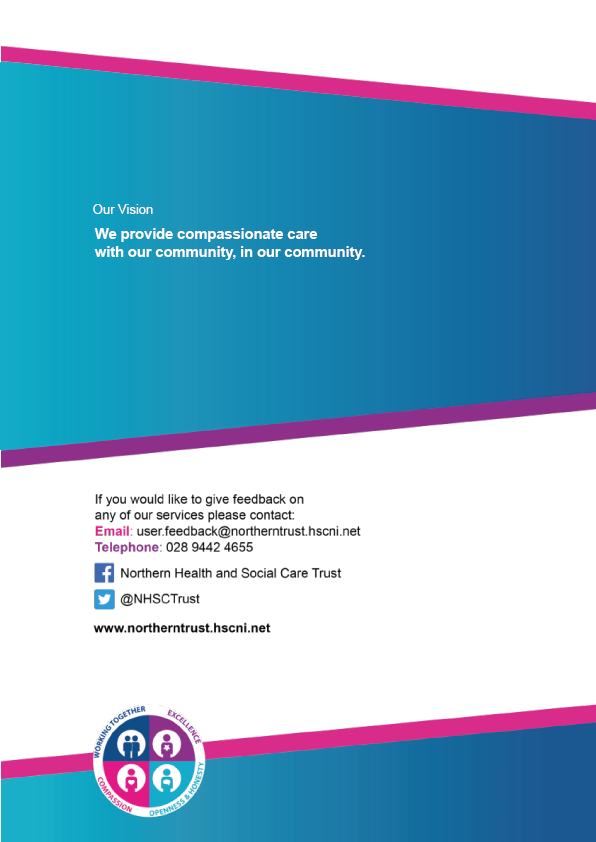 Our Vision
We provide compassionate care
with our community, in our community.
If you would like to give feedback on
any of our services please contact:
Email: user.feedback@northerntrust.hscni.net
Telephone: 028 9442 4655
Northern Health and Social Care Trust
@NHSCTrust
www.northerntrust.hscni.net
WORKING TOGETHER
EXCELLENCE
COMPASSION
OPENNESS & HONESTY